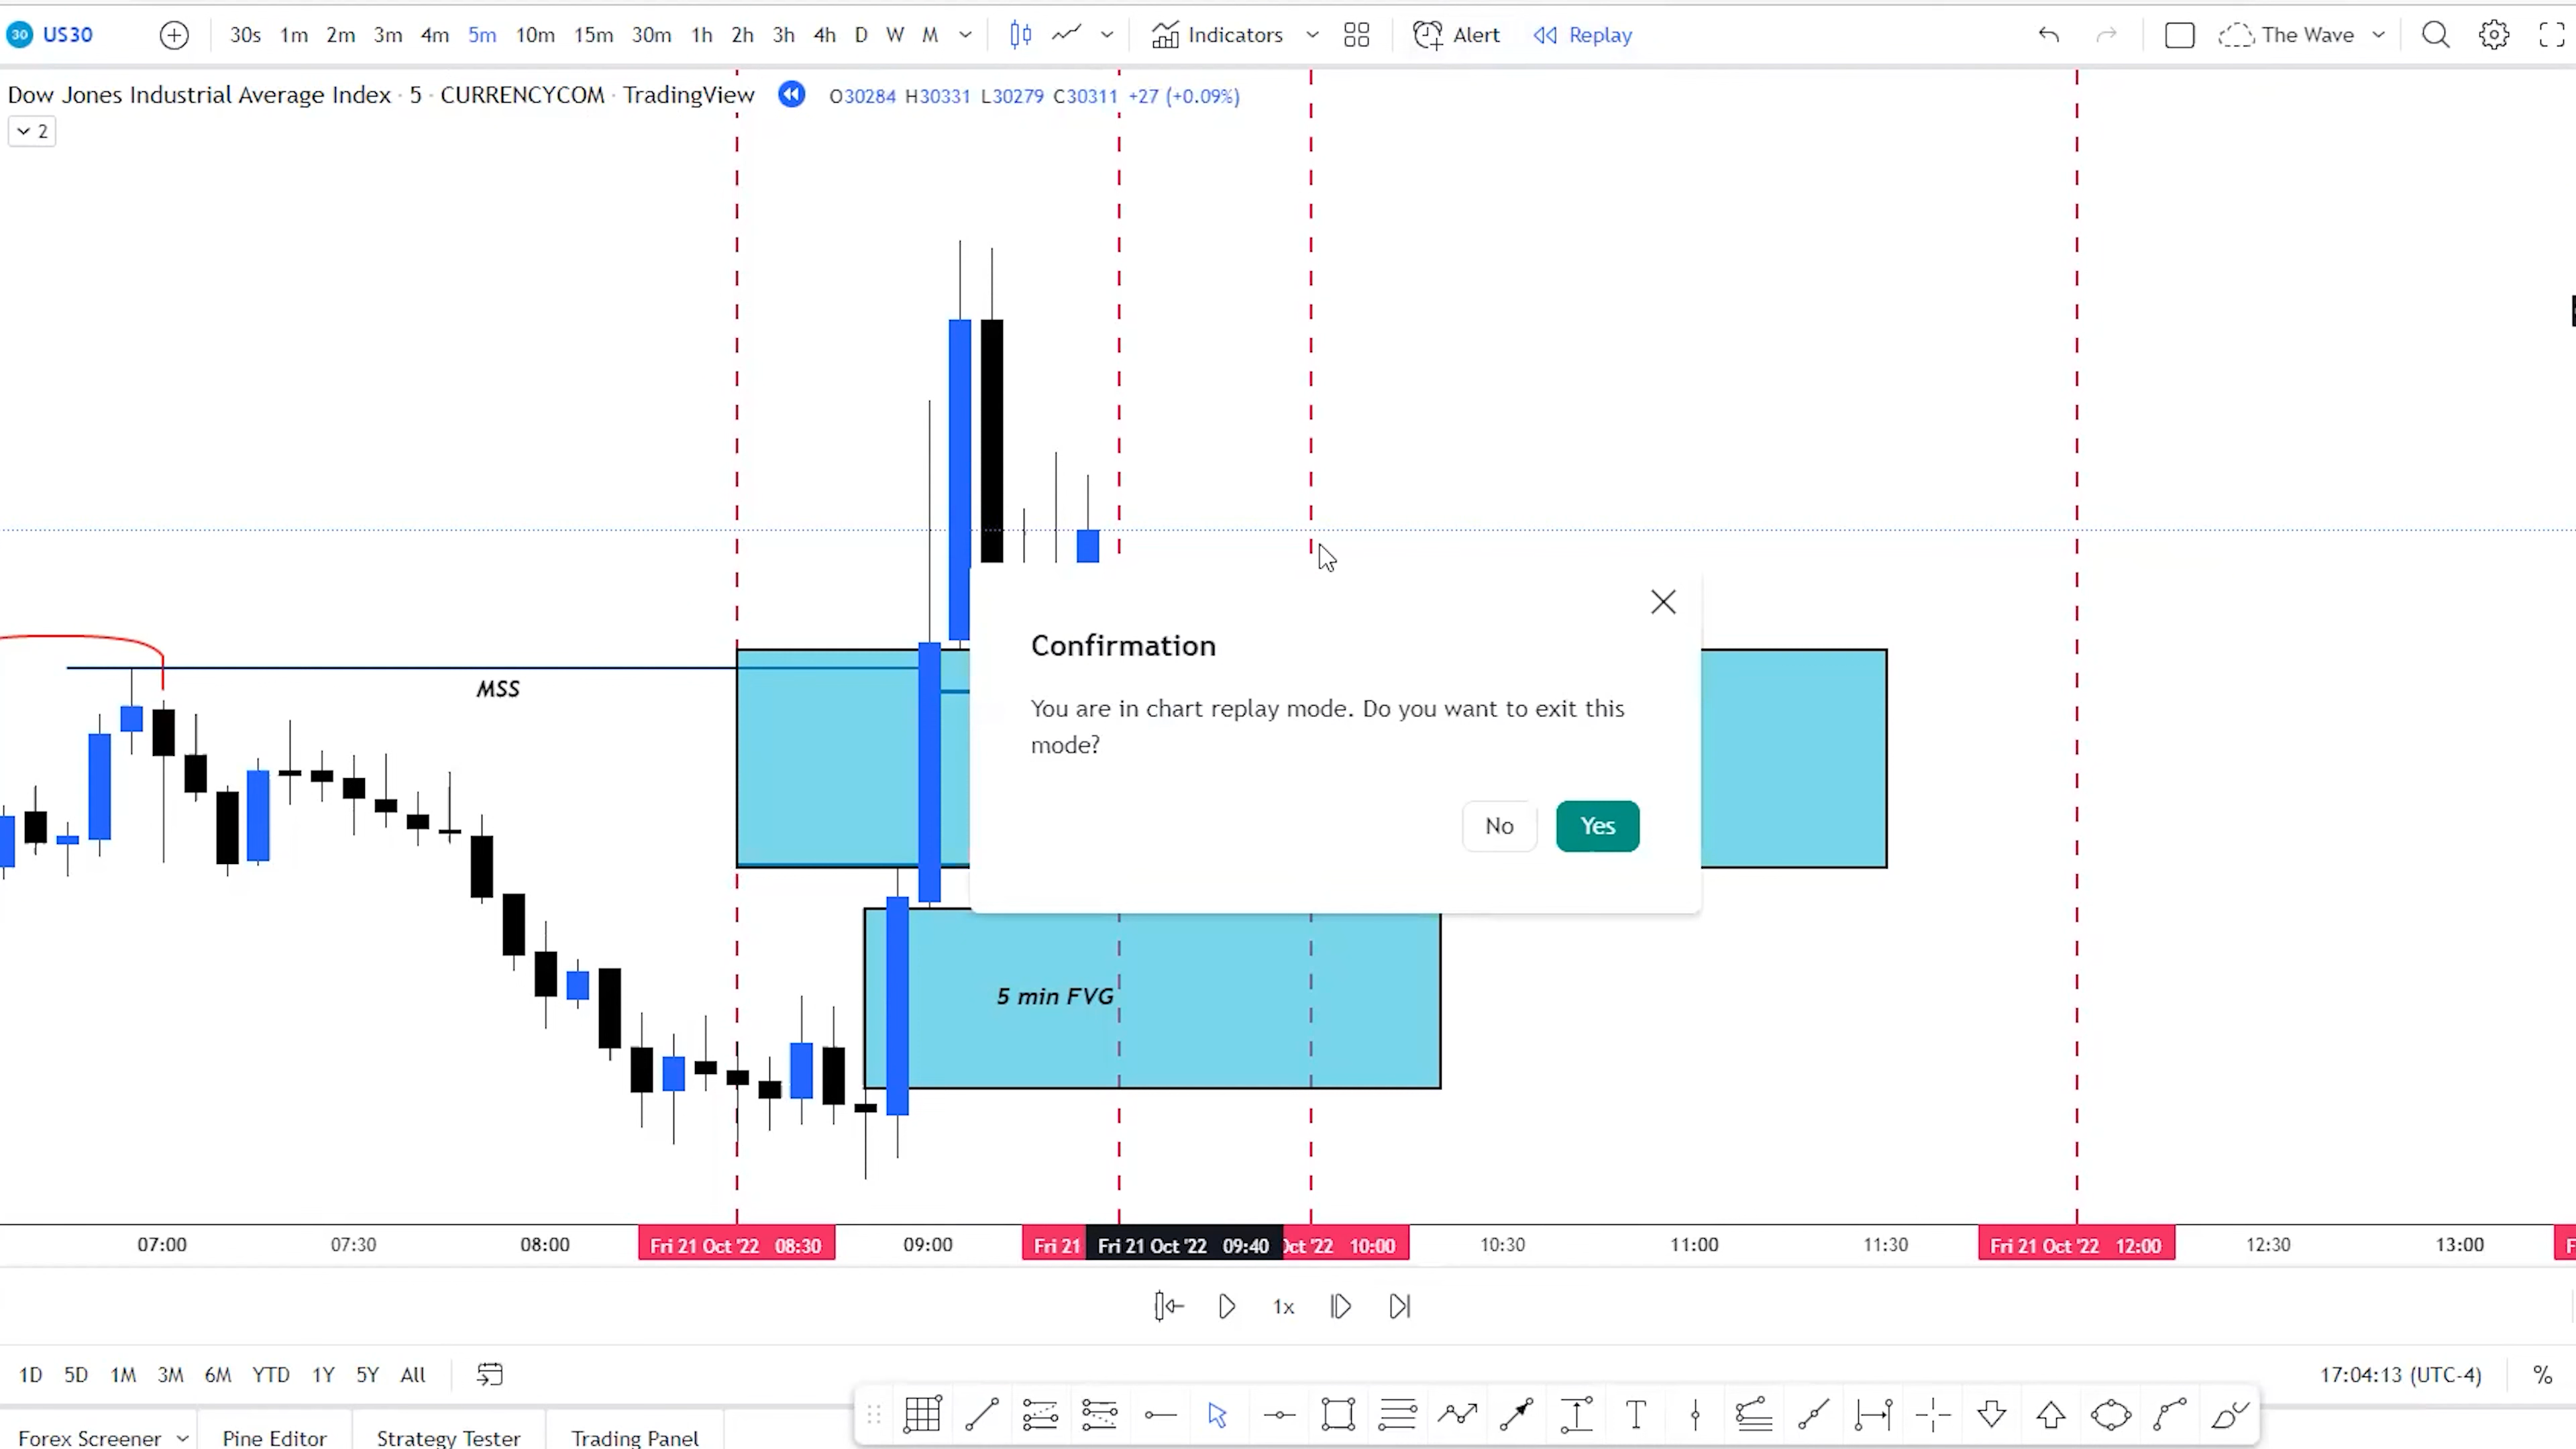 30 US30 30s 1m 2m 3m 4m 5m 10m 15m 30m 1h 2h 3h 4h D W M Indicators Alert Replay The Wave
Dow Jones Industrial Average Index · 5 · CURRENCYCOM · TradingView O30284 H30331 L30279 C30311 +27 (+0.09%)
2
Confirmation
MSS
You are in chart replay mode. Do you want to exit this
mode?
No Yes
5 min FVG
07:00 07:30 08:00 Fri 21 Oct '22 08:30 09:00 Fri 21 Fri 21 Oct '22 09:40 Oct '22 10:00 10:30 11:00 11:30 Fri 21 Oct '22 12:00 12:30 13:00 F
1x
1D 5D 1M 3M 6M YTD 1Y 5Y All 17:04:13 (UTC-4) %
Forex Screener Pine Editor Strategy Tester Trading Panel